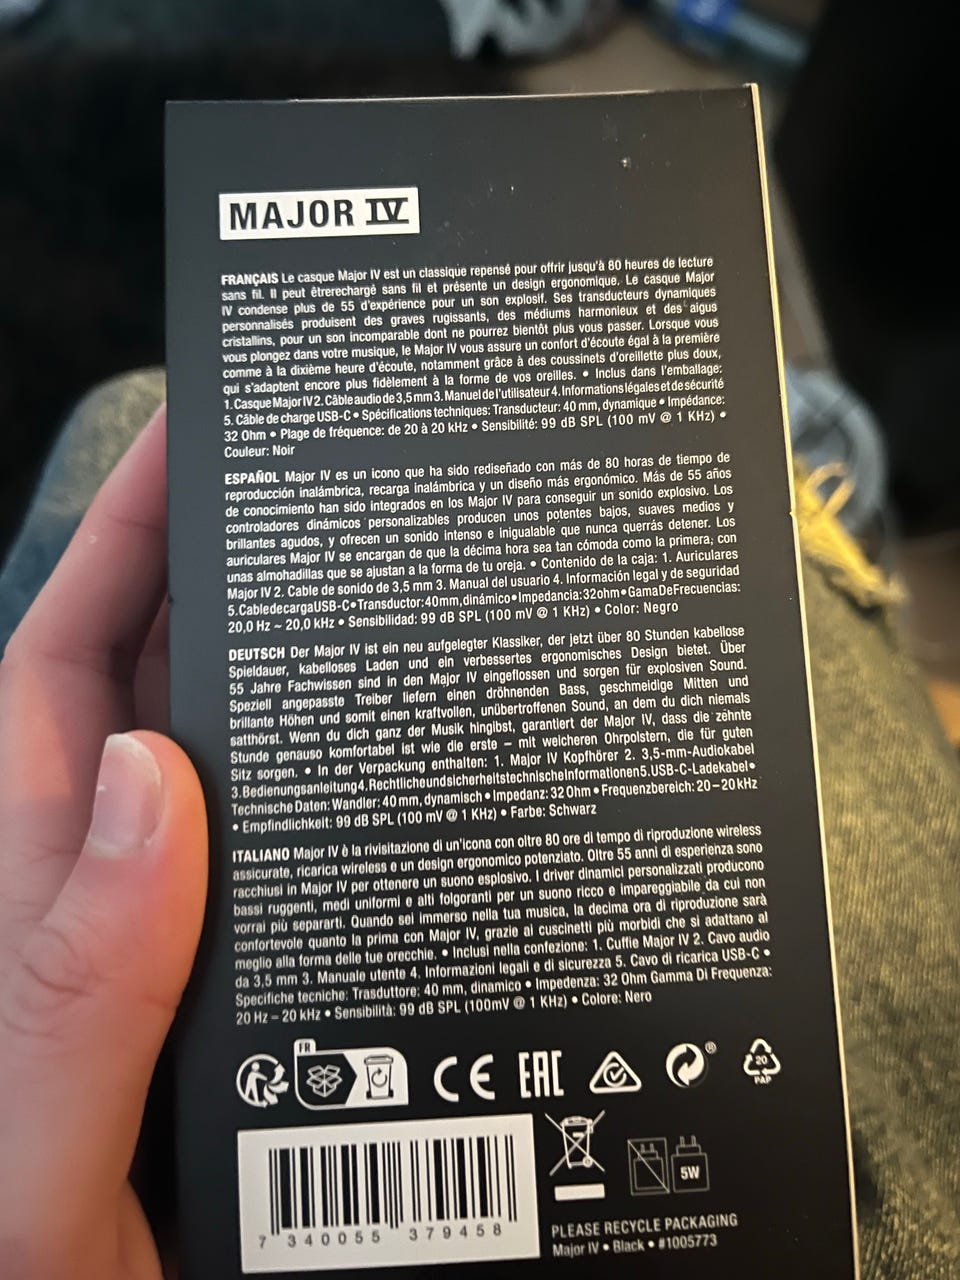 MAJOR IV
FRANÇAIS Le casque Major IV est un classique repensé pour offrir jusqu'à 80 heures de lecture
sans fil. Il peut êtrerechargé sans fil et présente un design ergonomique. Le casque Major
IV condense plus de 55 d'expérience pour un son explosif. Ses transducteurs dynamiques
personnalisés produisent des graves rugissants, des médiums harmonieux et des aigus
cristallins, pour un son incomparable dont ne pourrez bientôt plus vous passer. Lorsque vous
vous plongez dans votre musique, le Major IV vous assure un confort d'écoute égal à la première
comme à la dixième heure d'écoute, notamment grâce à des coussinets d'oreillette plus doux,
qui s'adaptent encore plus fidèlement à la forme de vos oreilles. • Inclus dans l'emballage:
1. Casque Major IV 2. Câble audio de 3,5 mm 3. Manuel de l'utilisateur 4. Informations légales et de sécurité
5. Câble de charge USB-C • Spécifications techniques: Transducteur: 40 mm, dynamique • Impédance:
32 Ohm • Plage de fréquence: de 20 à 20 kHz • Sensibilité: 99 dB SPL (100 mV @ 1 KHz) •
Couleur: Noir
ESPAÑOL Major IV es un icono que ha sido rediseñado con más de 80 horas de tiempo de
reproducción inalámbrica, recarga inalámbrica y un diseño más ergonómico. Más de 55 años
de conocimiento han sido integrados en los Major IV para conseguir un sonido explosivo. Los
controladores dinámicos personalizables producen unos potentes bajos, suaves medios y
brillantes agudos, y ofrecen un sonido intenso e inigualable que nunca querrás detener. Los
auriculares Major IV se encargan de que la décima hora sea tan cómoda como la primera, con
unas almohadillas que se ajustan a la forma de tu oreja. • Contenido de la caja: 1. Auriculares
Major IV 2. Cable de sonido de 3,5 mm 3. Manual del usuario 4. Información legal y de seguridad
5. Cable de carga USB-C • Transductor: 40 mm, dinámico • Impedancia: 32 ohm • Gama De Frecuencias:
20,0 Hz ~ 20,0 kHz • Sensibilidad: 99 dB SPL (100 mV @ 1 KHz) • Color: Negro
DEUTSCH Der Major IV ist ein neu aufgelegter Klassiker, der jetzt über 80 Stunden kabellose
Spieldauer, kabelloses Laden und ein verbessertes ergonomisches Design bietet. Über
55 Jahre Fachwissen sind in den Major IV eingeflossen und sorgen für explosiven Sound.
Speziell angepasste Treiber liefern einen dröhnenden Bass, geschmeidige Mitten und
brillante Höhen und somit einen kraftvollen, unübertroffenen Sound, an dem du dich niemals
satthörst. Wenn du dich ganz der Musik hingibst, garantiert der Major IV, dass die zehnte
Stunde genauso komfortabel ist wie die erste – mit weicheren Ohrpolstern, die für guten
Sitz sorgen. • In der Verpackung enthalten: 1. Major IV Kopfhörer 2. 3,5-mm-Audiokabel
3. Bedienungsanleitung 4. Rechtliche und sicherheitstechnische Informationen 5. USB-C-Ladekabel •
Technische Daten: Wandler: 40 mm, dynamisch • Impedanz: 32 Ohm • Frequenzbereich: 20–20 kHz
• Empfindlichkeit: 99 dB SPL (100 mV @ 1 KHz) • Farbe: Schwarz
ITALIANO Major IV è la rivisitazione di un'icona con oltre 80 ore di tempo di riproduzione wireless
assicurate, ricarica wireless e un design ergonomico potenziato. Oltre 55 anni di esperienza sono
racchiusi in Major IV per ottenere un suono esplosivo. I driver dinamici personalizzati producono
bassi ruggenti, medi uniformi e alti folgoranti per un suono ricco e impareggiabile da cui non
vorrai più separarti. Quando sei immerso nella tua musica, la decima ora di riproduzione sarà
confortevole quanto la prima con Major IV, grazie ai cuscinetti più morbidi che si adattano al
meglio alla forma delle tue orecchie. • Inclusi nella confezione: 1. Cuffie Major IV 2. Cavo audio
da 3,5 mm 3. Manuale utente 4. Informazioni legali e di sicurezza 5. Cavo di ricarica USB-C •
Specifiche tecniche: Trasduttore: 40 mm, dinamico • Impedenza: 32 Ohm Gamma Di Frequenza:
20 Hz – 20 kHz • Sensibilità: 99 dB SPL (100mV @ 1 KHz) • Colore: Nero
FR
CE EAC
20
PAP
5W
7 340055 379458
PLEASE RECYCLE PACKAGING
Major IV • Black • #1005773